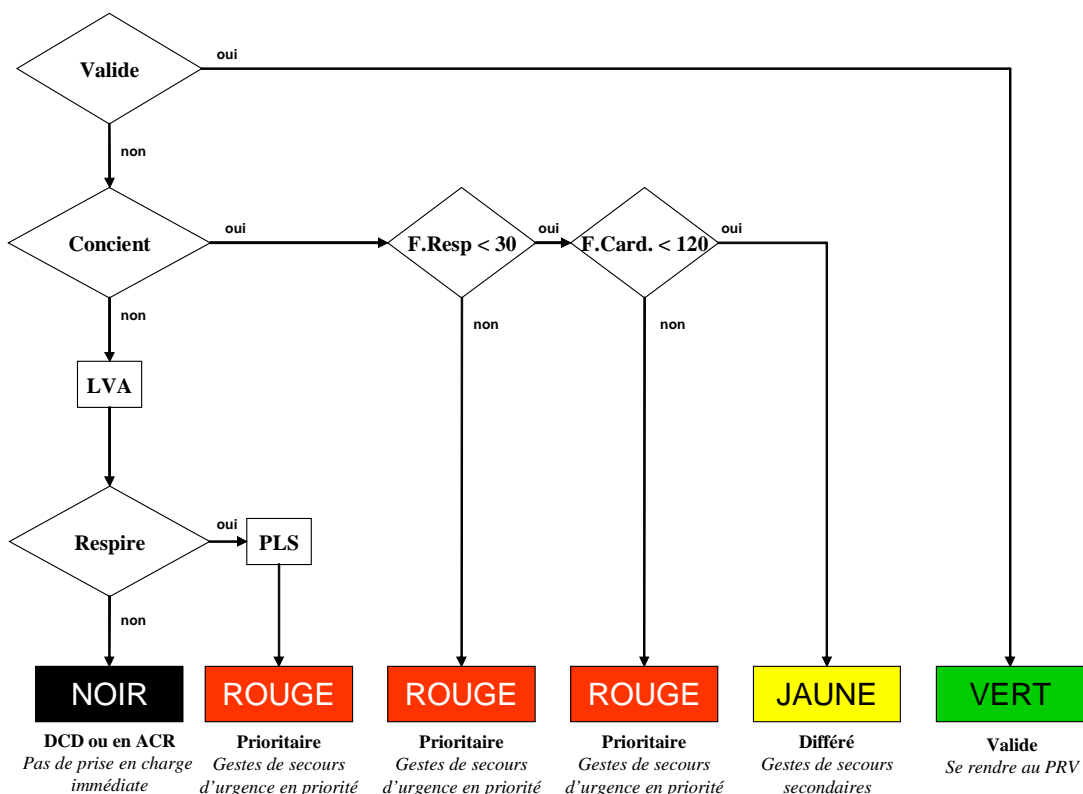 oui
Valide
non
Concient
oui
F.Resp < 30
oui
F.Card. < 120
oui
non
non
non
LVA
Respire
oui
PLS
non
NOIR
ROUGE
ROUGE
ROUGE
JAUNE
VERT
DCD ou en ACR
Pas de prise en charge
immédiate
Prioritaire
Gestes de secours
d'urgence en priorité
Prioritaire
Gestes de secours
d'urgence en priorité
Prioritaire
Gestes de secours
d'urgence en priorité
Différé
Gestes de secours
secondaires
Valide
Se rendre au PRV